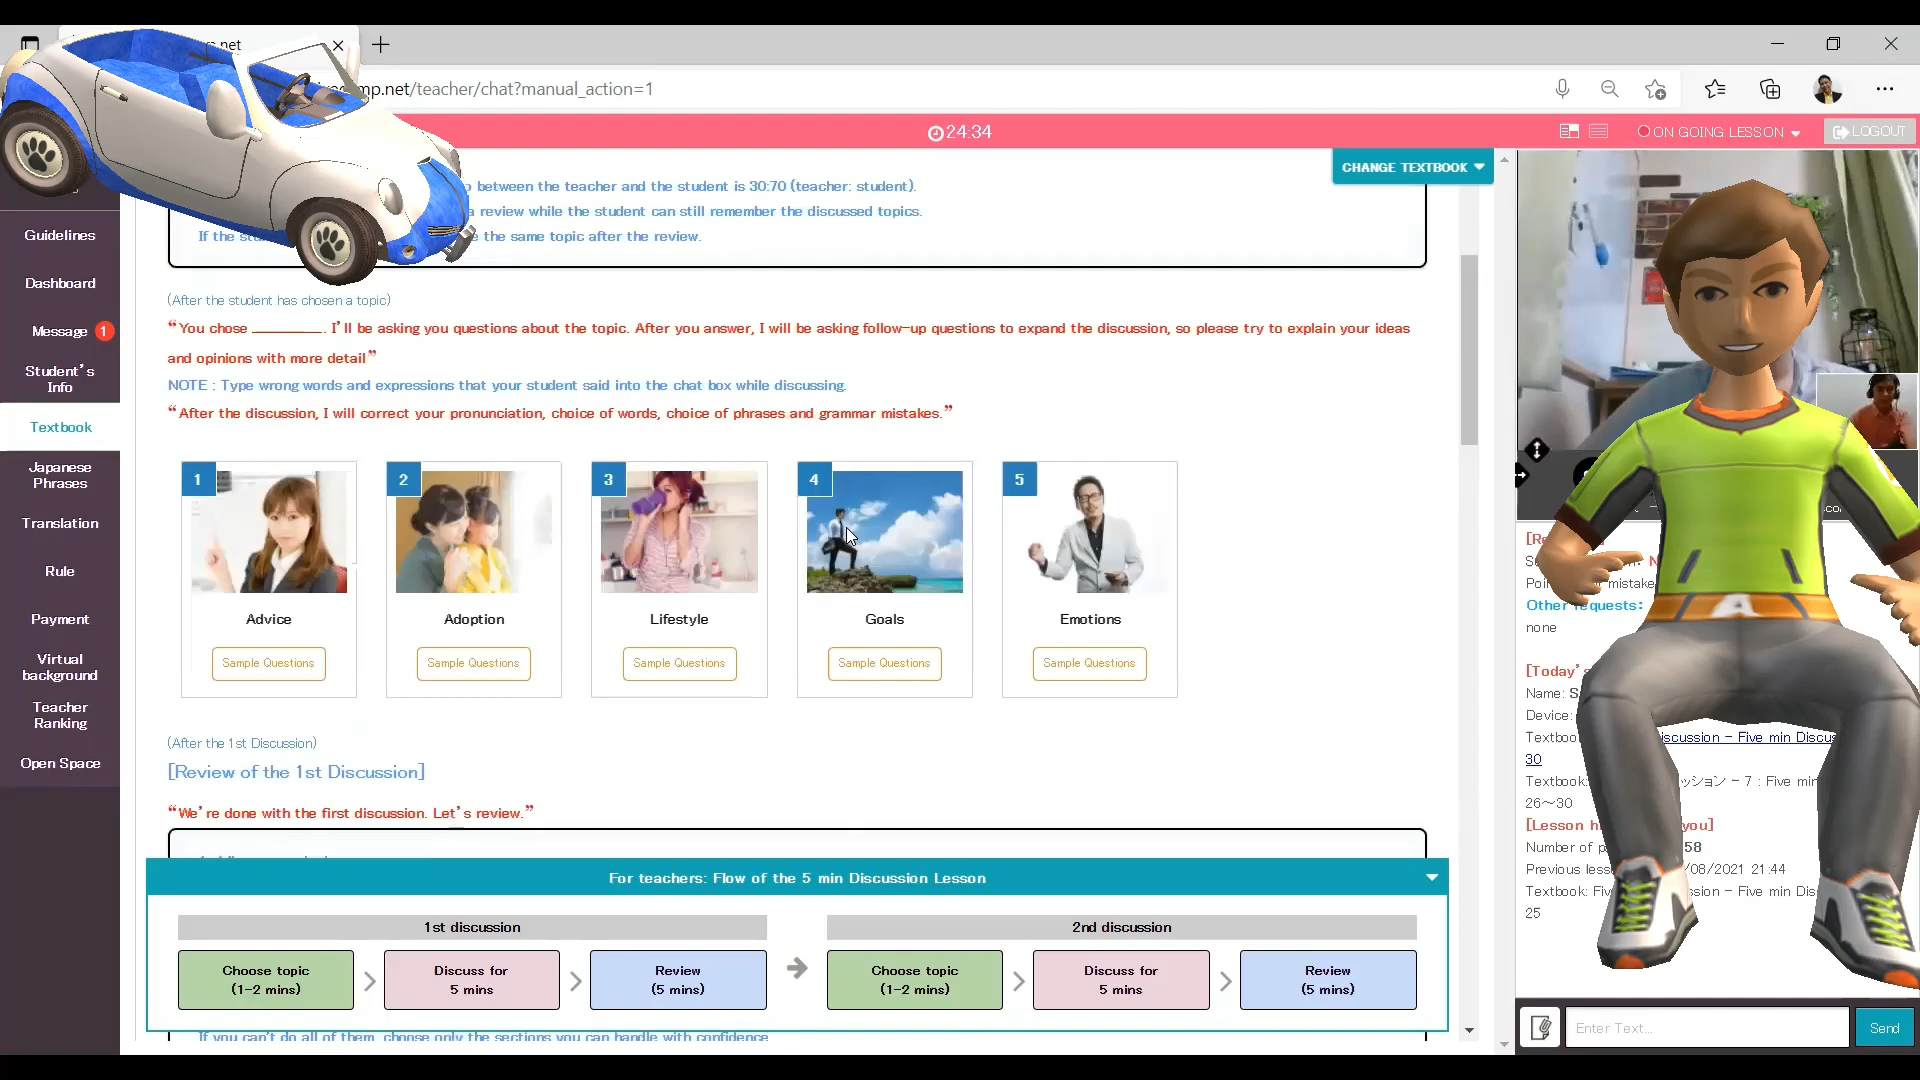 .net
mp.net/teacher/chat?manual_action=1
24:34
ON GOING LESSON
LOGOUT
CHANGE TEXTBOOK
between the teacher and the student is 30:70 (teacher: student).
a review while the student can still remember the discussed topics.
If the
the same topic after the review.
Guidelines
Dashboard
Message 1
Student's
Info
Textbook
Japanese
Phrases
Translation
Rule
Payment
Virtual
background
Teacher
Ranking
Open Space
(After the student has chosen a topic)
“You chose ________. I'll be asking you questions about the topic. After you answer, I will be asking follow-up questions to expand the discussion, so please try to explain your ideas
and opinions with more detail”
NOTE : Type wrong words and expressions that your student said into the chat box while discussing.
“After the discussion, I will correct your pronunciation, choice of words, choice of phrases and grammar mistakes.”
1 2 3 4 5
Advice Adoption Lifestyle Goals Emotions
Sample Questions Sample Questions Sample Questions Sample Questions Sample Questions
(After the 1st Discussion)
[Review of the 1st Discussion]
“We're done with the first discussion. Let's review.”
For teachers: Flow of the 5 min Discussion Lesson
1st discussion 2nd discussion
Choose topic
(1-2 mins)
Discuss for
5 mins
Review
(5 mins)
Choose topic
(1-2 mins)
Discuss for
5 mins
Review
(5 mins)
If you can't do all of them, choose only the sections you can handle with confidence
mistake
Other requests:
none
[Today's
Name:
Device:
iscussion - Five min Discus
30
Textbook: ッション - 7 : Five min
26～30
[Lesson you]
Number of 58
Previous /08/2021 21:44
Textbook: sion - Five min Dis
25
Enter Text...
Send